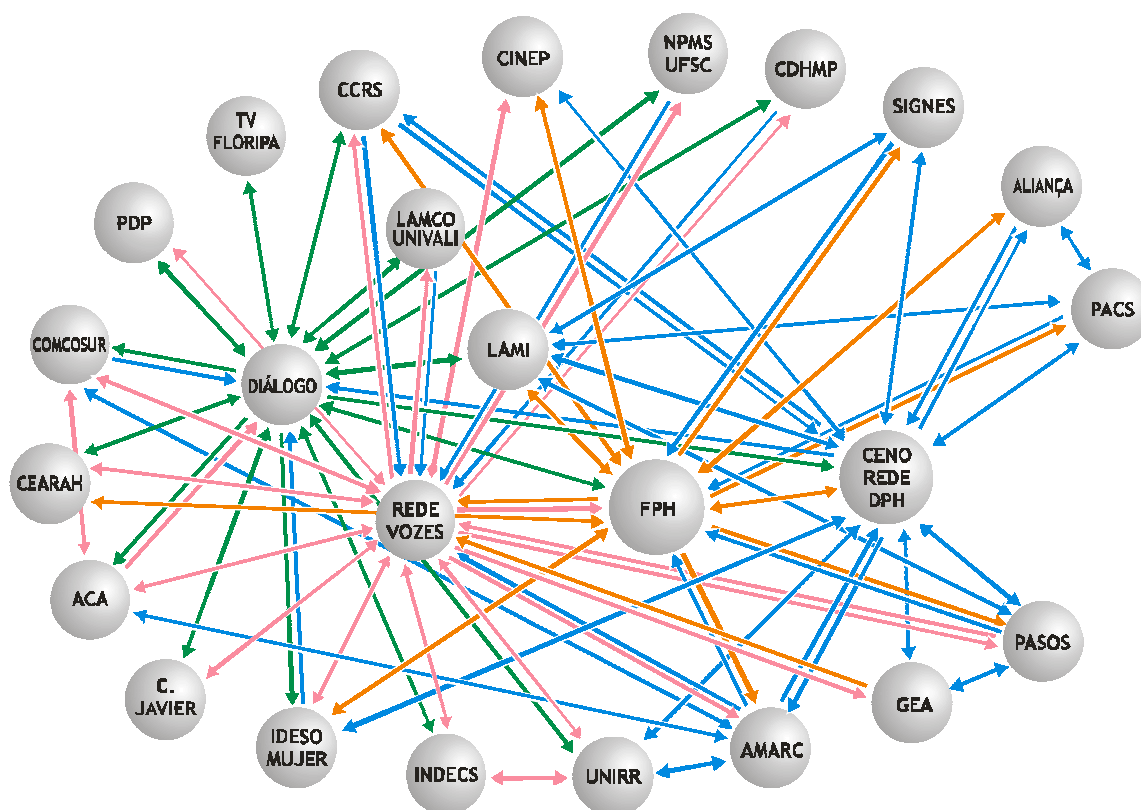 CINEP
NPMS
UFSC
CDHMP
CCRS
SIGNES
TV
FLORIPA
ALIANÇA
PDP
LAMCO
UNIVALI
PACS
COMCOSUR
LAMI
DIÁLOGO
CENO
REDE
DPH
CEARAH
REDE
VOZES
FPH
ACA
PASOS
C.
JAVIER
GEA
IDESO
MUJER
INDECS
UNIRR
AMARC